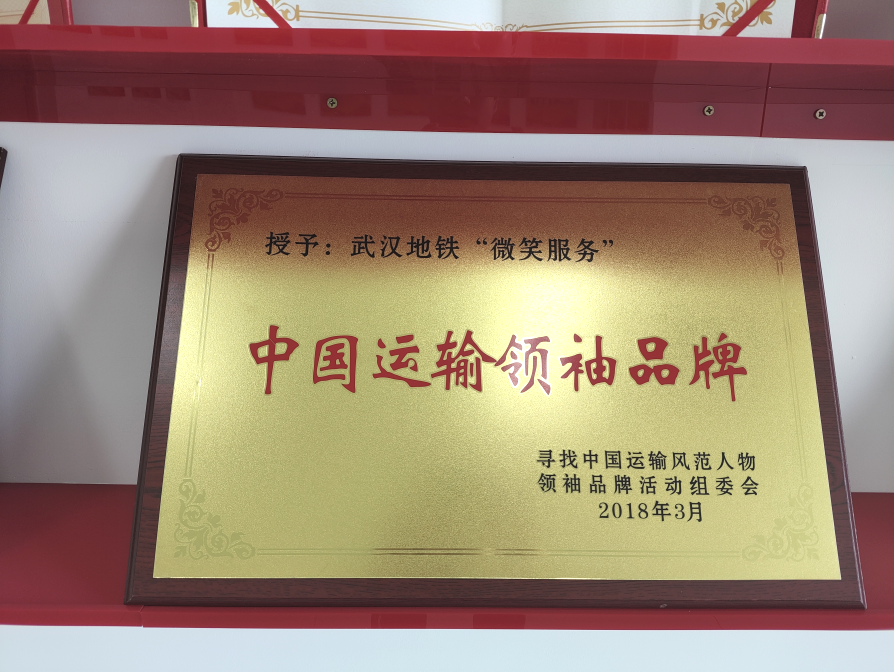 授予：武汉地铁“微笑服务”
中国运输领袖品牌
寻找中国运输风范人物
领袖品牌活动组委会
2018年3月